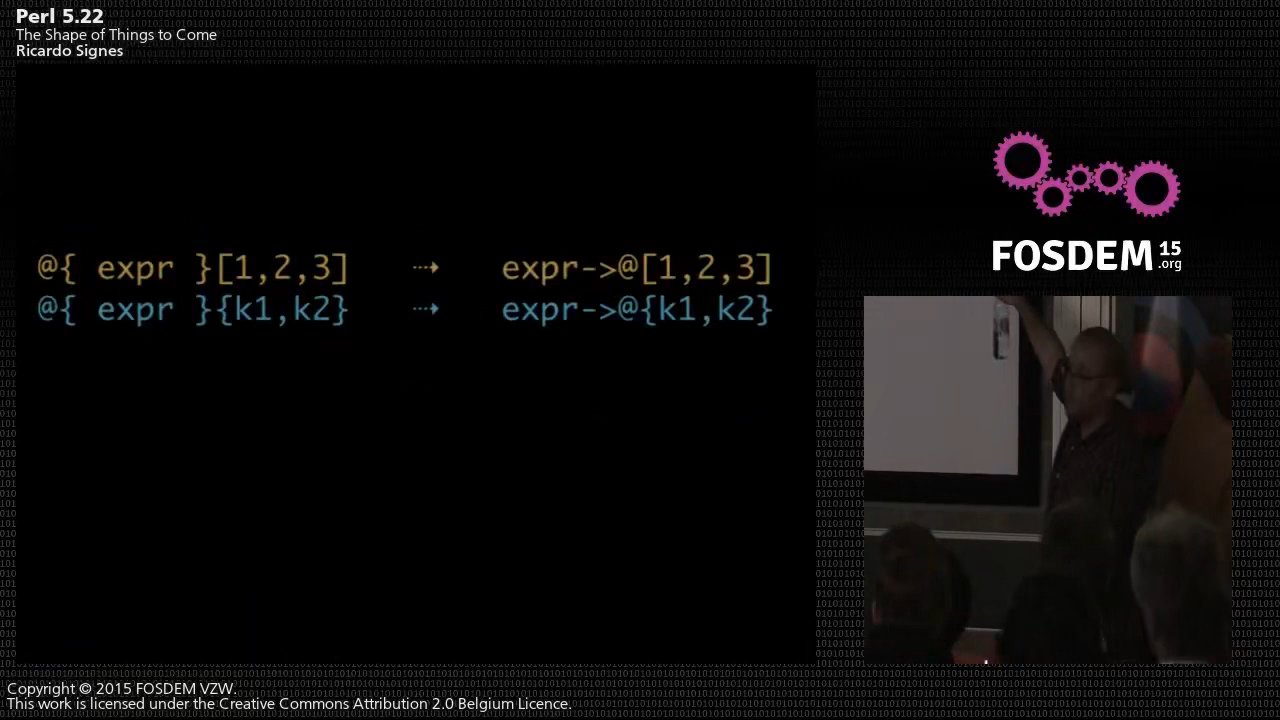 Perl 5.22
The Shape of Things to Come
Ricardo Signes
@{ expr }[1,2,3] ⇢ expr->@[1,2,3]
@{ expr }{k1,k2} ⇢ expr->@{k1,k2}
FOSDEM 15
.org
Copyright © 2015 FOSDEM VZW.
This work is licensed under the Creative Commons Attribution 2.0 Belgium Licence.